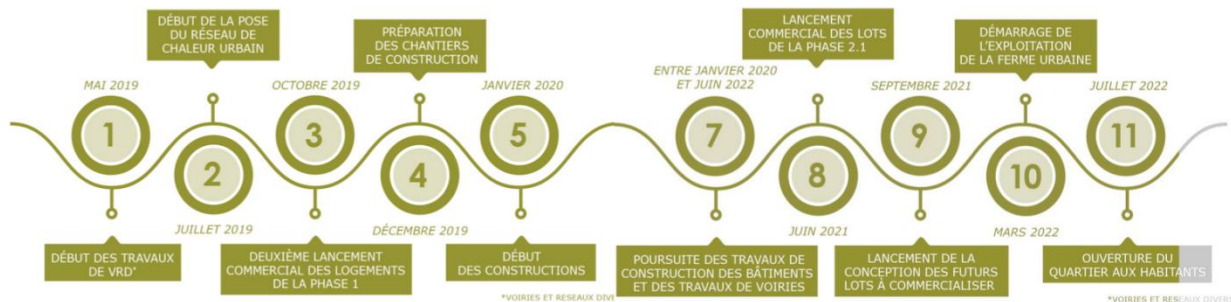 MAI 2019
1
DÉBUT DES TRAVAUX
DE VRD*
DÉBUT DE LA POSE
DU RÉSEAU DE
CHALEUR URBAIN
2
JUILLET 2019
OCTOBRE 2019
3
DEUXIÈME LANCEMENT
COMMERCIAL DES LOGEMENTS
DE LA PHASE 1
PRÉPARATION
DES CHANTIERS
DE CONSTRUCTION
4
DÉCEMBRE 2019
JANVIER 2020
5
DÉBUT
DES CONSTRUCTIONS
*VOIRIES ET RESEAUX DIVE
ENTRE JANVIER 2020
ET JUIN 2022
7
POURSUITE DES TRAVAUX DE
CONSTRUCTION DES BÂTIMENTS
ET DES TRAVAUX DE VOIRIES
LANCEMENT
COMMERCIAL DES LOTS
DE LA PHASE 2.1
8
JUIN 2021
SEPTEMBRE 2021
9
LANCEMENT DE LA
CONCEPTION DES FUTURS
LOTS À COMMERCIALISER
DÉMARRAGE DE
L'EXPLOITATION
DE LA FERME URBAINE
10
MARS 2022
JUILLET 2022
11
OUVERTURE DU
QUARTIER AUX HABITANTS
*VOIRIES ET RESEAUX DIVERS